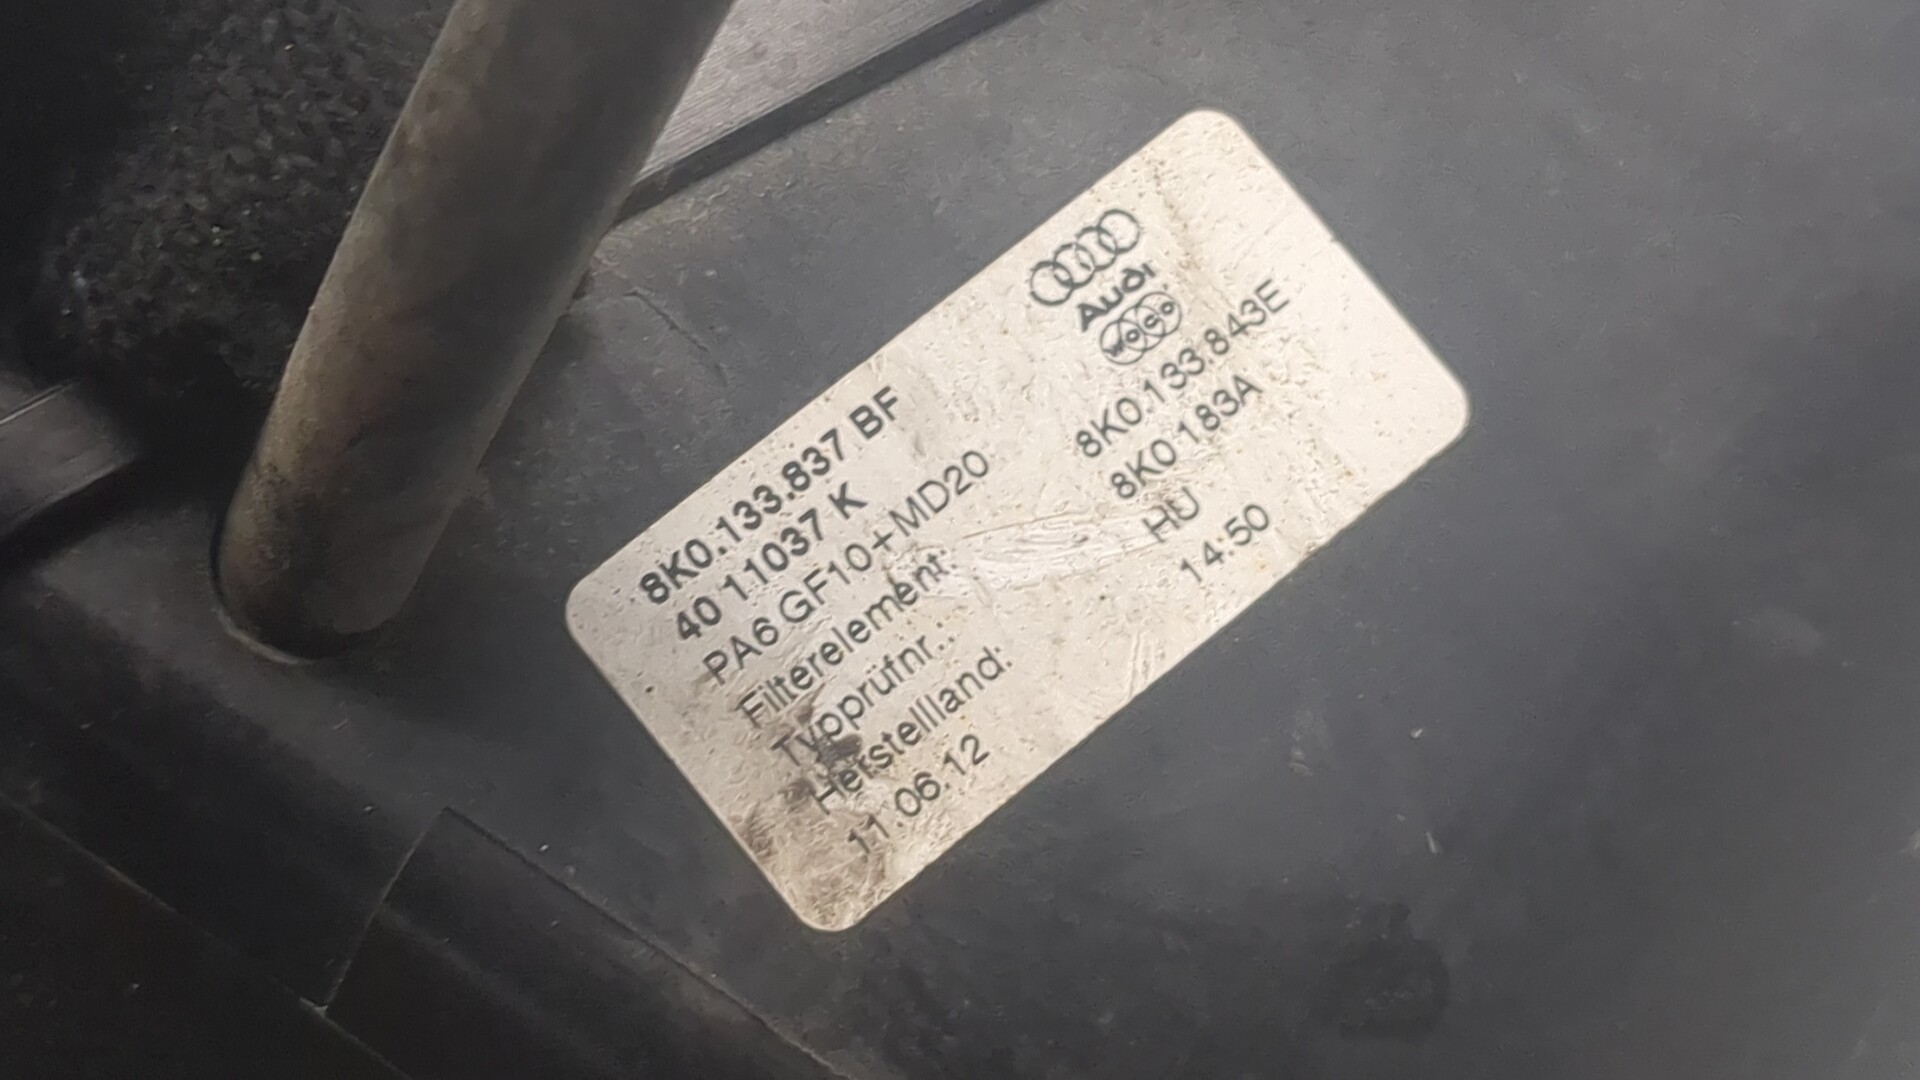 Audi
woco
8K0.133.837 BF
40 11037 K
PA6 GF10+MD20
Filterelement: 8K0.133.843E
Typprüfnr.: 8K0183A
Herstellland: HU
11.06.12 14:50